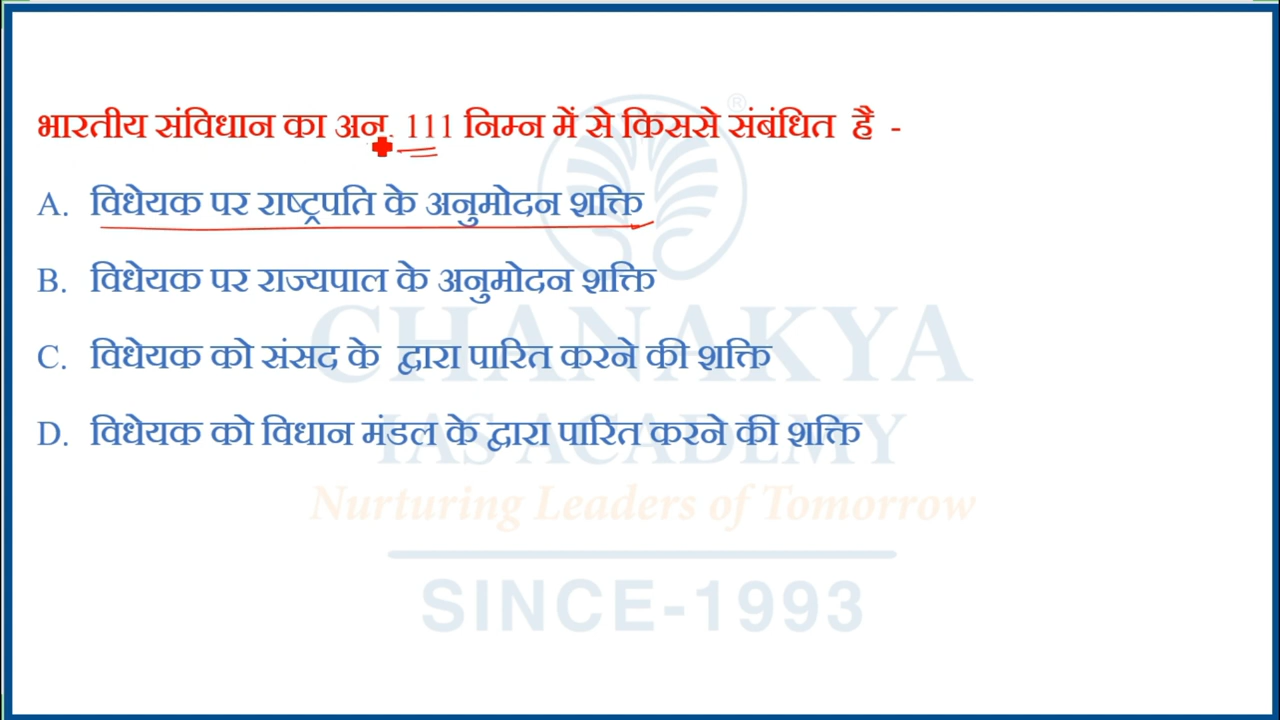 भारतीय संविधान का अनु. 111 निम्न में से किससे संबंधित है -
A. विधेयक पर राष्ट्रपति के अनुमोदन शक्ति
B. विधेयक पर राज्यपाल के अनुमोदन शक्ति
C. विधेयक को संसद के द्वारा पारित करने की शक्ति
D. विधेयक को विधान मंडल के द्वारा पारित करने की शक्ति
®
CHANAKYA
IAS ACADEMY
Nurturing Leaders of Tomorrow
SINCE-1993